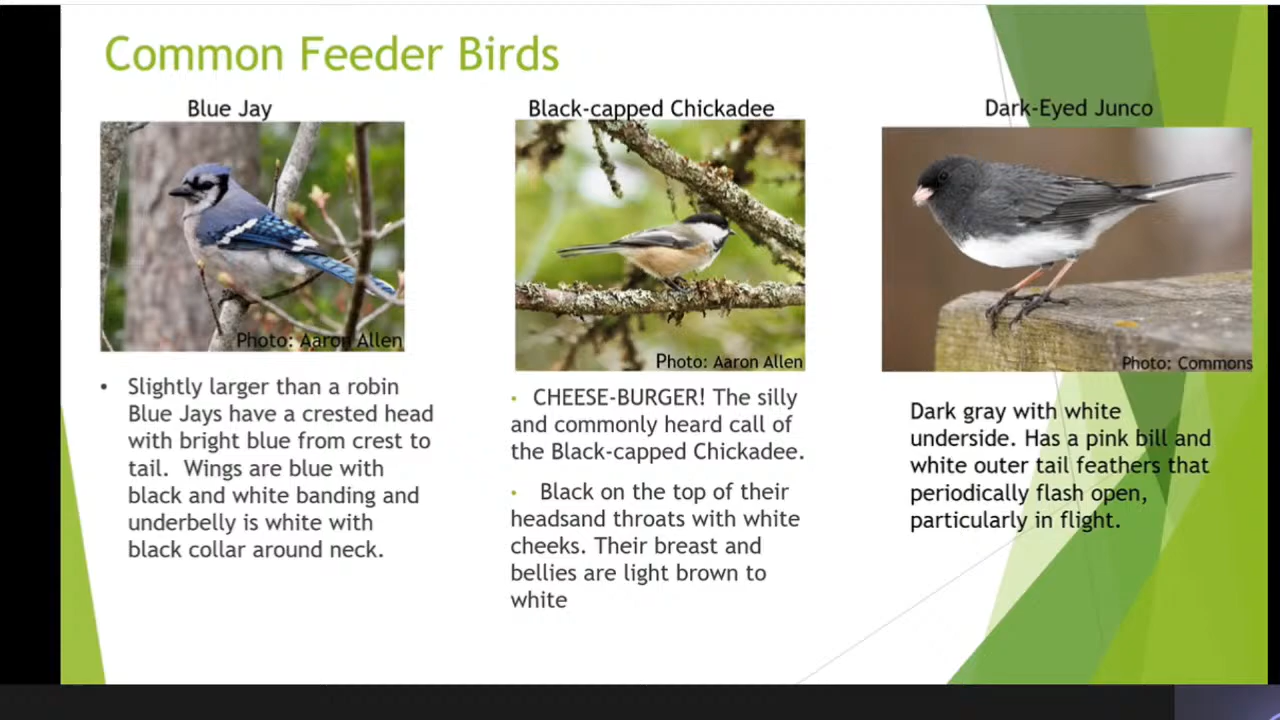 Common Feeder Birds
Blue Jay
Photo: Aaron Allen
• Slightly larger than a robin
Blue Jays have a crested head
with bright blue from crest to
tail. Wings are blue with
black and white banding and
underbelly is white with
black collar around neck.
Black-capped Chickadee
Photo: Aaron Allen
• CHEESE-BURGER! The silly
and commonly heard call of
the Black-capped Chickadee.
• Black on the top of their
headsand throats with white
cheeks. Their breast and
bellies are light brown to
white
Dark-Eyed Junco
Photo: Commons
Dark gray with white
underside. Has a pink bill and
white outer tail feathers that
periodically flash open,
particularly in flight.